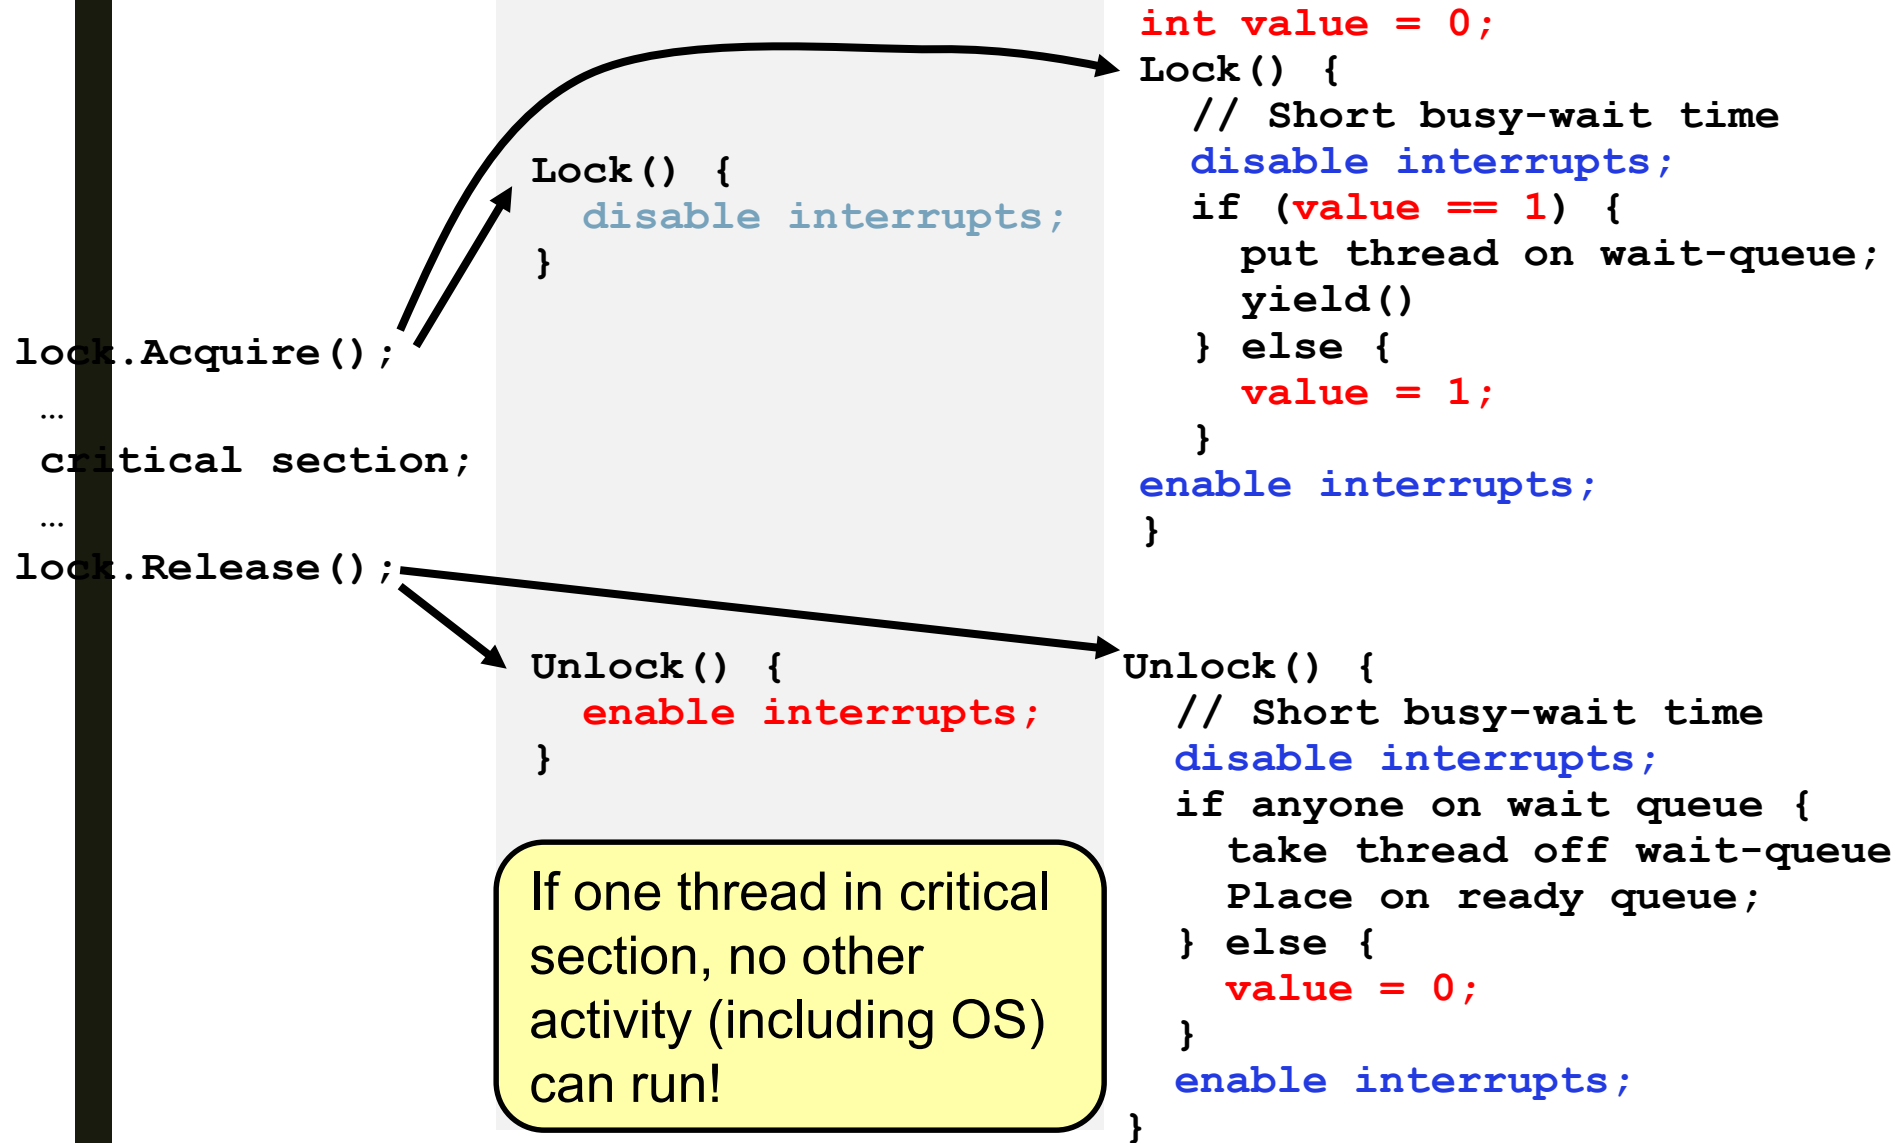 lock.Acquire();
…
critical section;
…
lock.Release();
Lock() {
disable interrupts;
}
Unlock() {
enable interrupts;
}
If one thread in critical
section, no other
activity (including OS)
can run!
int value = 0;
Lock() {
// Short busy-wait time
disable interrupts;
if (value == 1) {
put thread on wait-queue;
yield()
} else {
value = 1;
}
enable interrupts;
}
Unlock() {
// Short busy-wait time
disable interrupts;
if anyone on wait queue {
take thread off wait-queue
Place on ready queue;
} else {
value = 0;
}
enable interrupts;
}